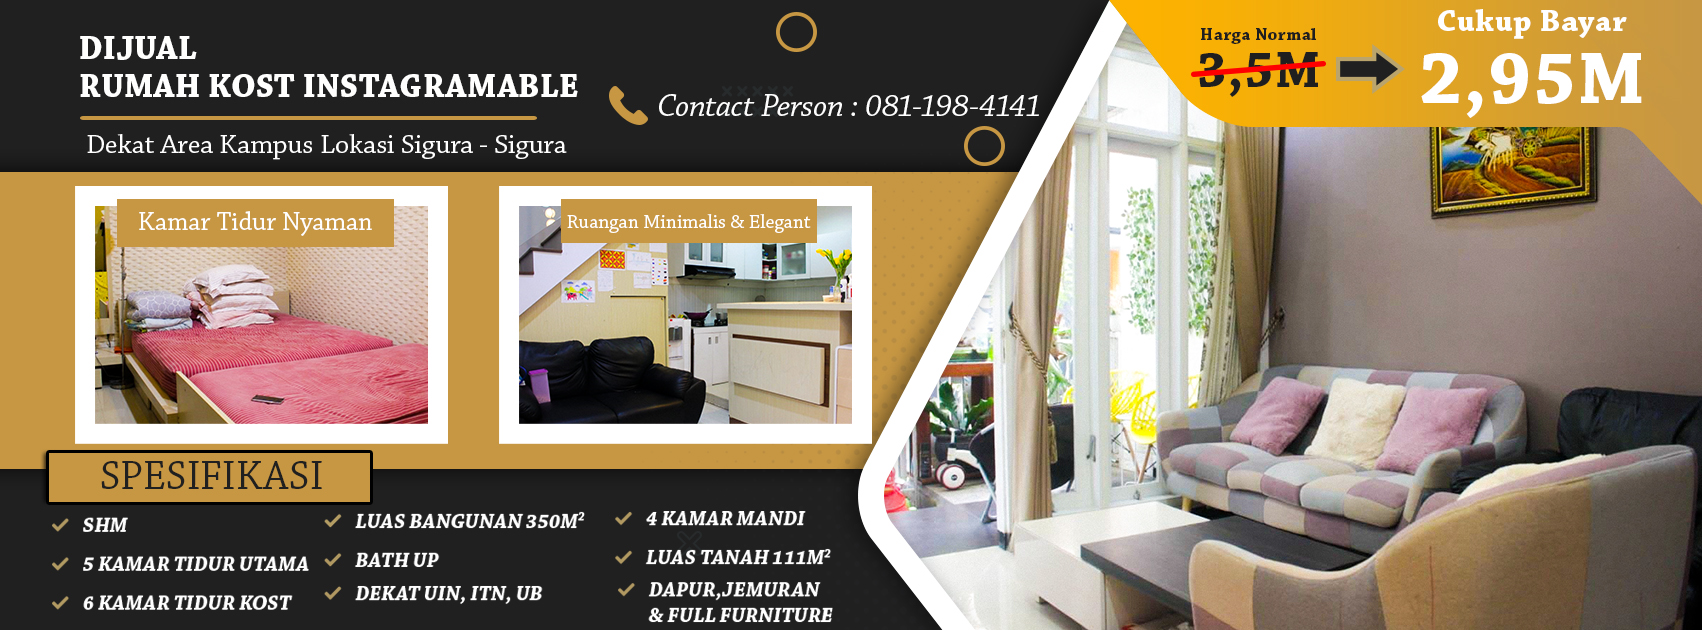 DIJUAL
RUMAH KOST INSTAGRAMABLE
Dekat Area Kampus Lokasi Sigura - Sigura
Contact Person : 081-198-4141
Harga Normal
3,5M
Cukup Bayar
2,95M
Kamar Tidur Nyaman
Ruangan Minimalis & Elegant
SPESIFIKASI
SHM
5 KAMAR TIDUR UTAMA
6 KAMAR TIDUR KOST
LUAS BANGUNAN 350M²
BATH UP
DEKAT UIN, ITN, UB
4 KAMAR MANDI
LUAS TANAH 111M²
DAPUR,JEMURAN
& FULL FURNITURE